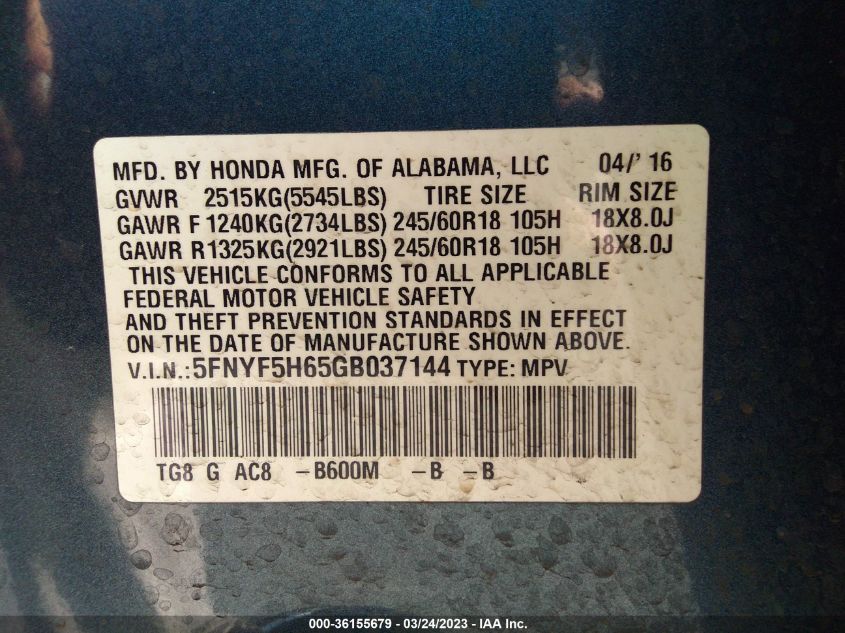 MFD. BY HONDA MFG. OF ALABAMA, LLC 04/' 16
GVWR 2515KG(5545LBS) TIRE SIZE RIM SIZE
GAWR F 1240KG(2734LBS) 245/60R18 105H 18X8.0J
GAWR R1325KG(2921LBS) 245/60R18 105H 18X8.0J
THIS VEHICLE CONFORMS TO ALL APPLICABLE
FEDERAL MOTOR VEHICLE SAFETY
AND THEFT PREVENTION STANDARDS IN EFFECT
ON THE DATE OF MANUFACTURE SHOWN ABOVE.
V.I.N.:5FNYF5H65GB037144 TYPE: MPV
TG8 G AC8 -B600M -B -B
000-36155679 - 03/24/2023 - IAA Inc.